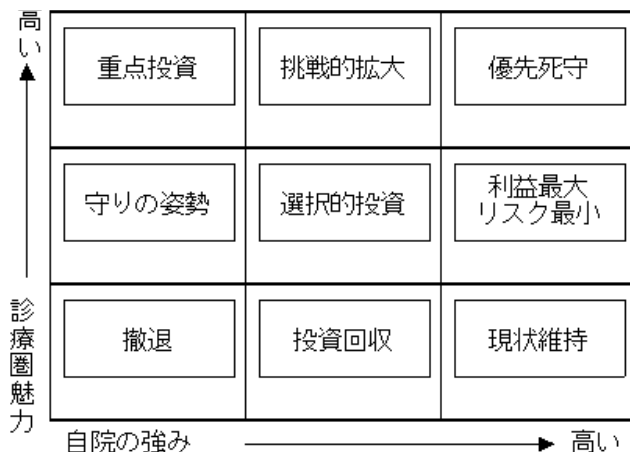 高い
重点投資
挑戦的拡大
優先死守
守りの姿勢
選択的投資
利益最大
リスク最小
撤退
投資回収
現状維持
診療圏魅力
自院の強み
高い